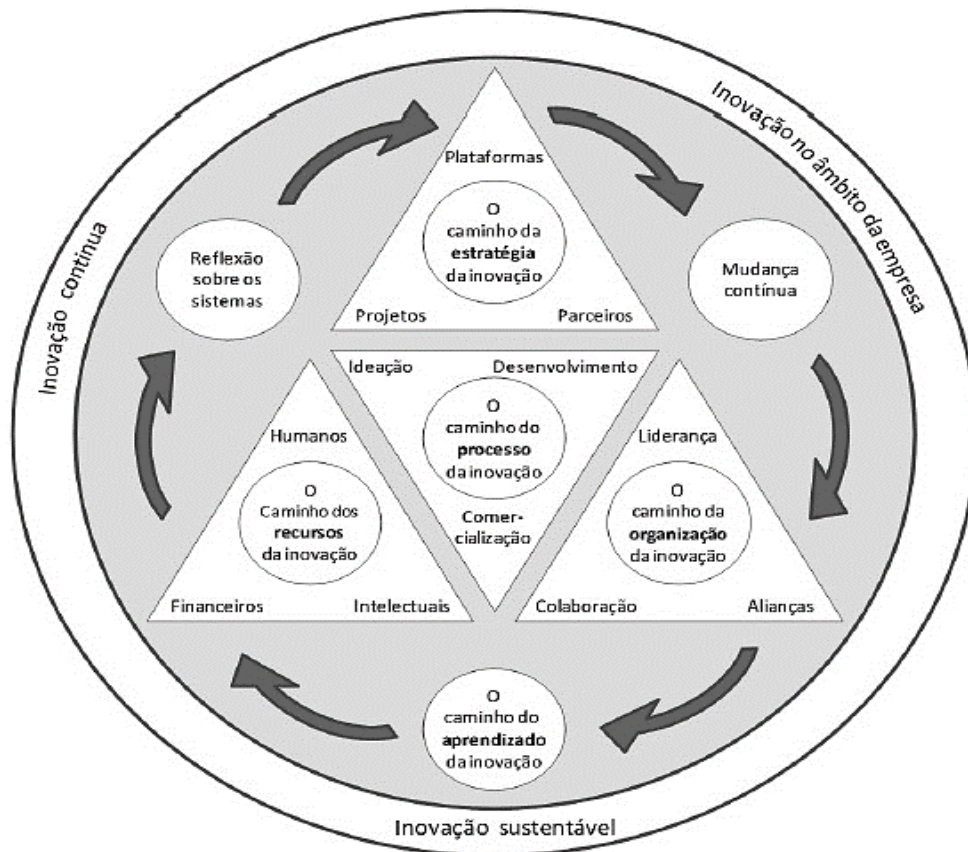 Inovação no âmbito da empresa
Inovação contínua
Plataformas
O
caminho da
estratégia
da inovação
Projetos
Parceiros
Reflexão
sobre os
sistemas
Mudança
contínua
Ideação
Desenvolvimento
O
caminho do
processo
da inovação
Comer-
cialização
Humanos
O
Caminho dos
recursos
da inovação
Financeiros
Intelectuais
Liderança
O
caminho da
organização
da inovação
Colaboração
Alianças
O
caminho do
aprendizado
da inovação
Inovação sustentável